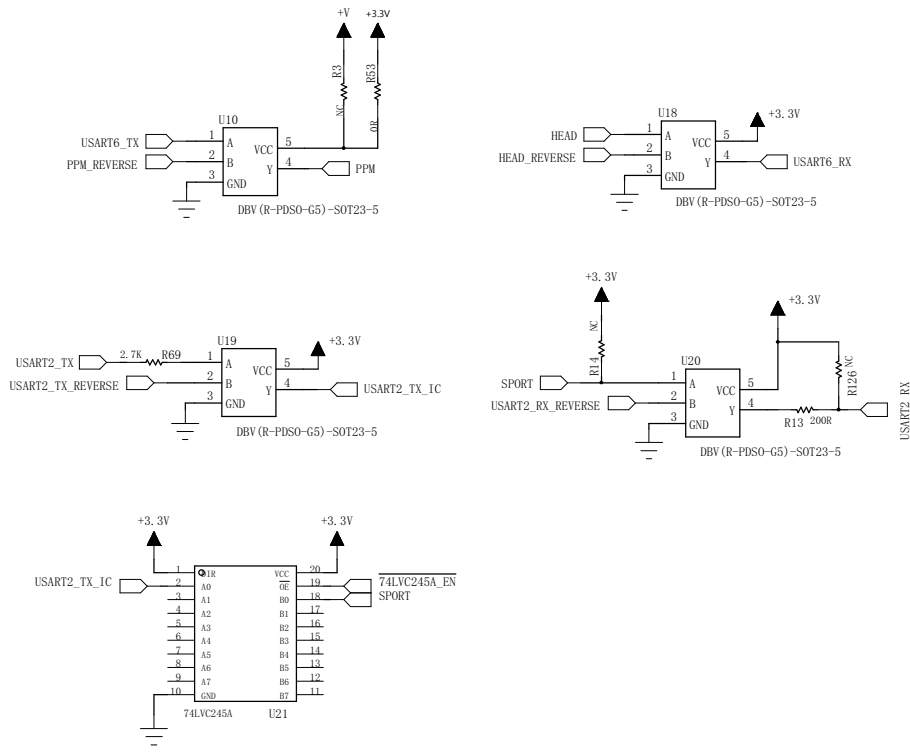 +V
+3.3V
R3
R53
NC
0R
U10
USART6_TX
1
A
VCC
5
PPM_REVERSE
2
B
Y
4
PPM
3
GND
DBV(R-PDSO-G5)-SOT23-5
U18
+3.3V
HEAD
1
A
VCC
5
HEAD_REVERSE
2
B
Y
4
USART6_RX
3
GND
DBV(R-PDSO-G5)-SOT23-5
U19
+3.3V
USART2_TX
2.7K
R69
1
A
VCC
5
USART2_TX_REVERSE
2
B
Y
4
USART2_TX_IC
3
GND
DBV(R-PDSO-G5)-SOT23-5
+3.3V
+3.3V
NC
R14
NC
R126
U20
SPORT
1
A
VCC
5
USART2_RX_REVERSE
2
B
Y
4
R13
200R
USART2_RX
3
GND
DBV(R-PDSO-G5)-SOT23-5
+3.3V
+3.3V
1
DIR
VCC
20
USART2_TX_IC
2
A0
OE
19
74LVC245A_EN
3
A1
B0
18
SPORT
4
A2
B1
17
5
A3
B2
16
6
A4
B3
15
7
A5
B4
14
8
A6
B5
13
9
A7
B6
12
10
GND
B7
11
74LVC245A
U21